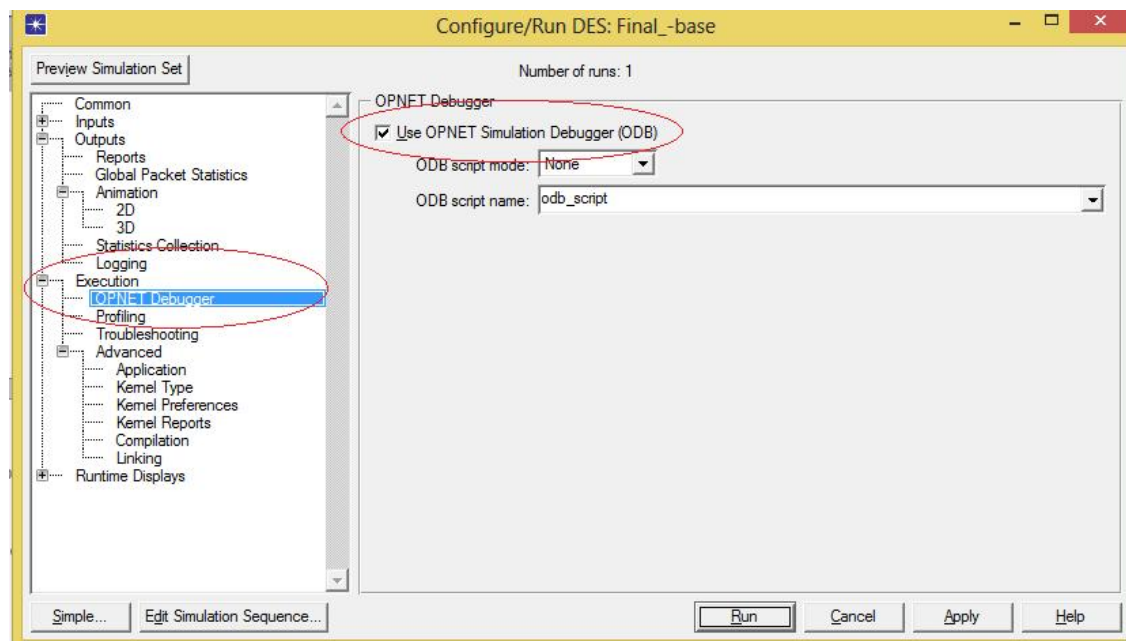 Configure/Run DES: Final_-base
Preview Simulation Set
Number of runs: 1
Common
Inputs
Outputs
Reports
Global Packet Statistics
Animation
2D
3D
Statistics Collection
Logging
Execution
OPNET Debugger
Profiling
Troubleshooting
Advanced
Application
Kernel Type
Kernel Preferences
Kernel Reports
Compilation
Linking
Runtime Displays
OPNET Debugger
Use OPNET Simulation Debugger (ODB)
ODB script mode: None
ODB script name: odb_script
Simple... Edit Simulation Sequence... Run Cancel Apply Help